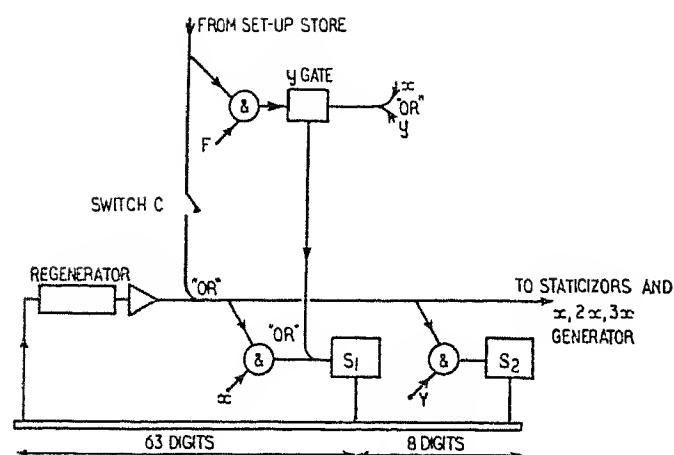 FROM SET-UP STORE
y GATE
x
"OR"
y
&
F
SWITCH C
REGENERATOR
"OR"
TO STATICIZORS AND
x, 2x, 3x
GENERATOR
"OR"
&
S1
&
S2
x
Y
63 DIGITS
8 DIGITS